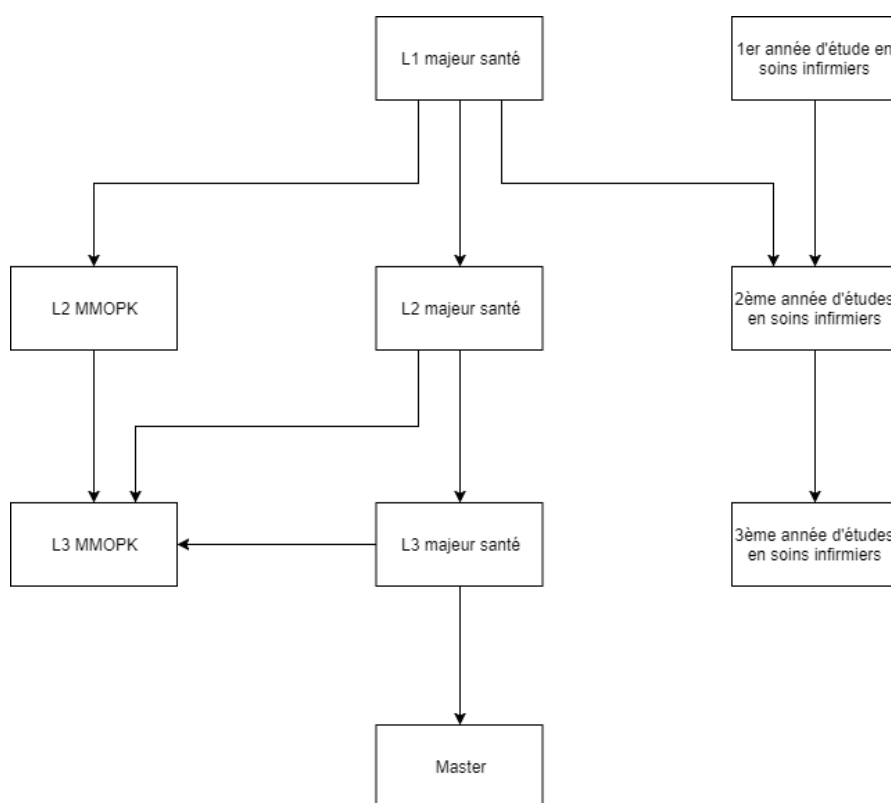 L1 majeur santé
1er année d'étude en
soins infirmiers
L2 MMOPK
L2 majeur santé
2ème année d'études
en soins infirmiers
L3 MMOPK
L3 majeur santé
3ème année d'études
en soins infirmiers
Master